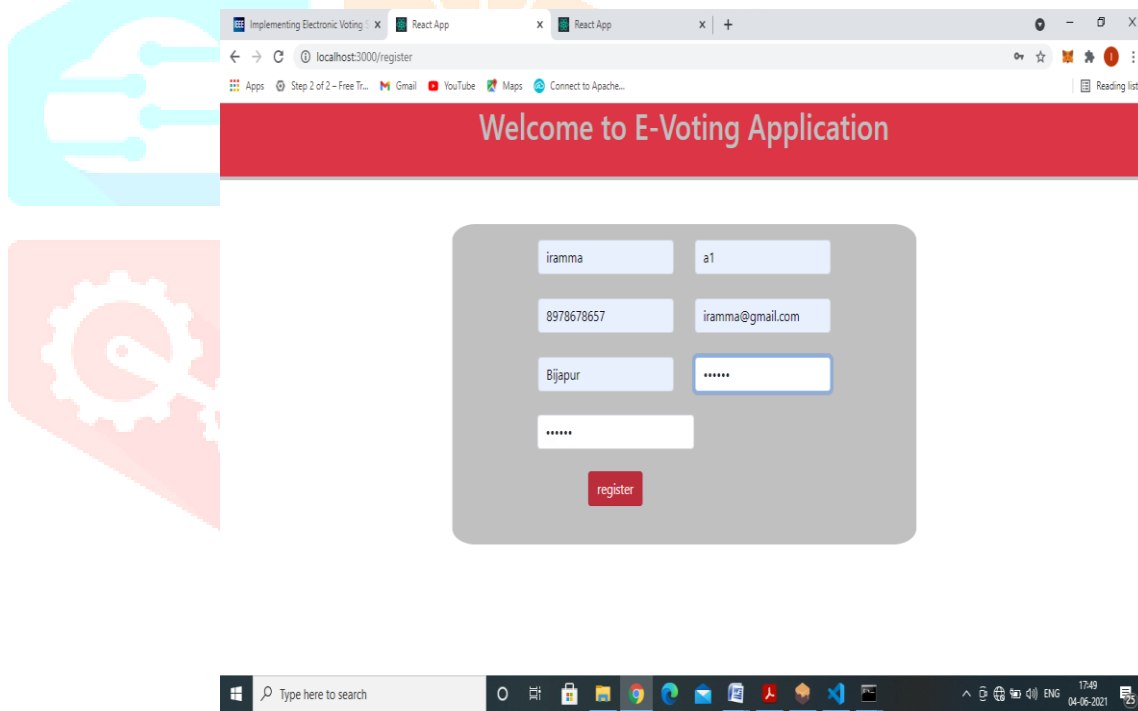 Implementing Electronic Voting S
React App
React App
localhost:3000/register
Apps
Step 2 of 2 – Free Tr...
Gmail
YouTube
Maps
Connect to Apache...
Reading list
Welcome to E-Voting Application
iramma
a1
8978678657
iramma@gmail.com
Bijapur
••••••
••••••
register
Type here to search
ENG
17:49
04-06-2021
25